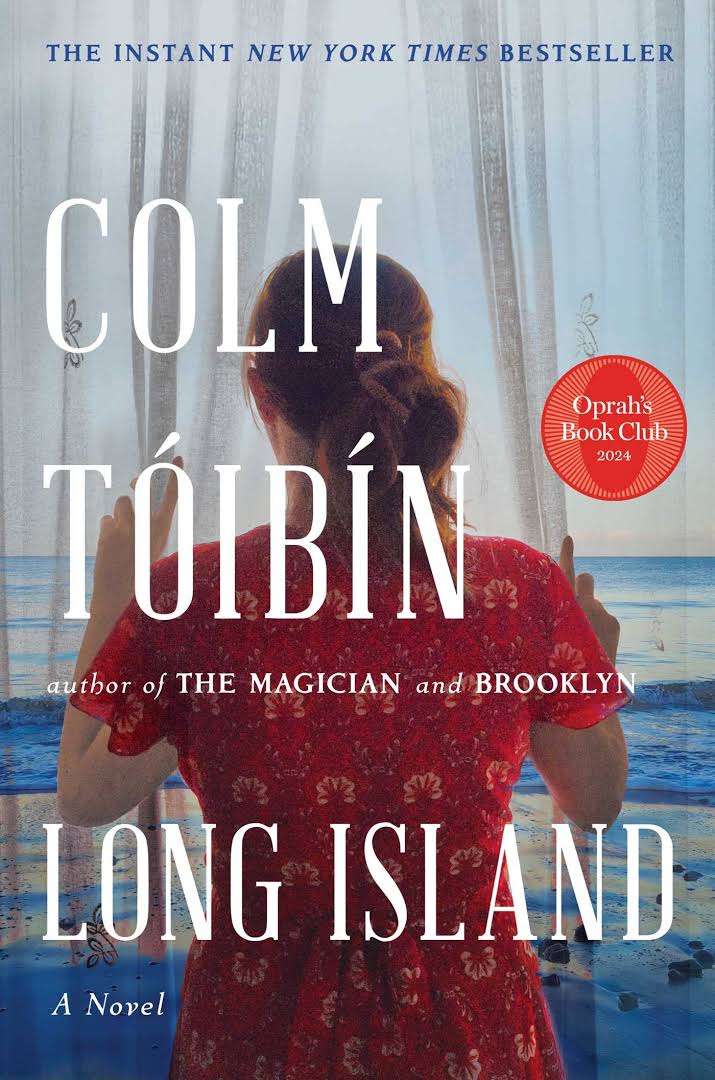 THE INSTANT NEW YORK TIMES BESTSELLER
COLM
Oprah's
Book Club
2024
TÓIBÍN
author of THE MAGICIAN and BROOKLYN
LONG ISLAND
A Novel